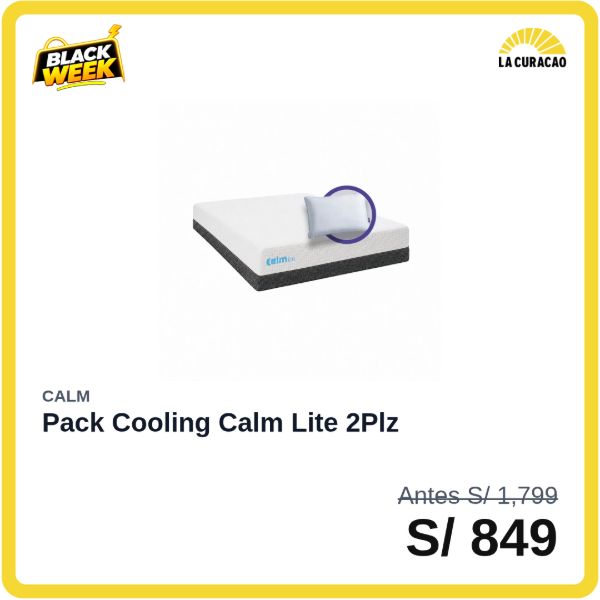 BLACK
WEEK
LA CURACAO
CALM
Pack Cooling Calm Lite 2Plz
Antes S/ 1,799
S/ 849